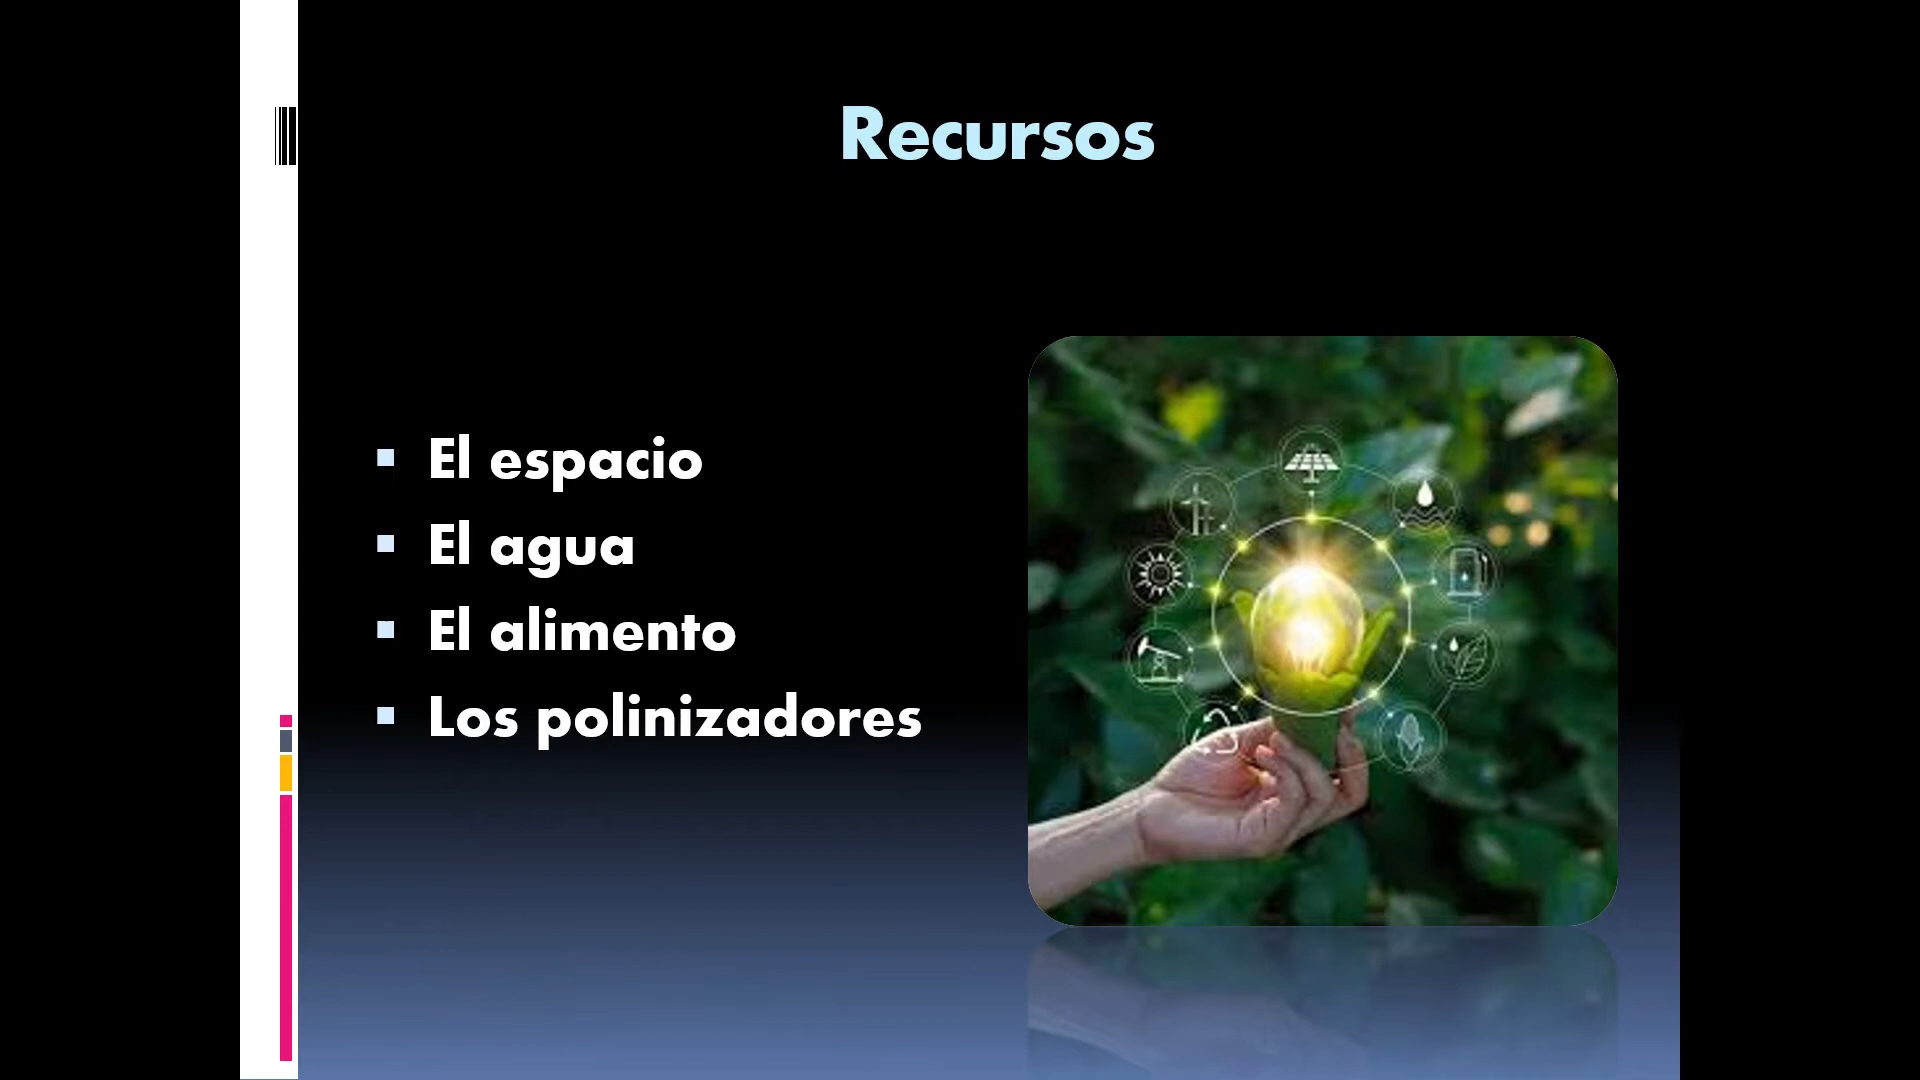 Recursos
El espacio
El agua
El alimento
Los polinizadores